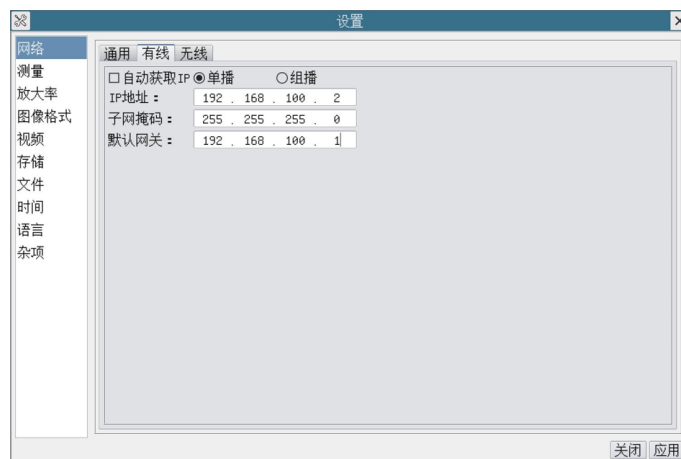 设置
网络
测量
放大率
图像格式
视频
存储
文件
时间
语言
杂项
通用 有线 无线
自动获取IP 单播 组播
IP地址： 192 . 168 . 100 . 2
子网掩码： 255 . 255 . 255 . 0
默认网关： 192 . 168 . 100 . 1
关闭 应用